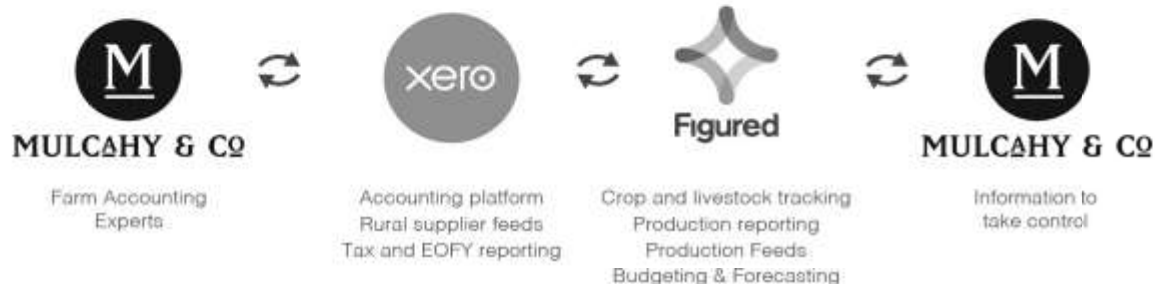 M
MULCAHY & CO
Farm Accounting
Experts
xero
Accounting platform
Rural supplier feeds
Tax and EOFY reporting
Figured
Crop and livestock tracking
Production reporting
Production Feeds
Budgeting & Forecasting
M
MULCAHY & CO
Information to
take control